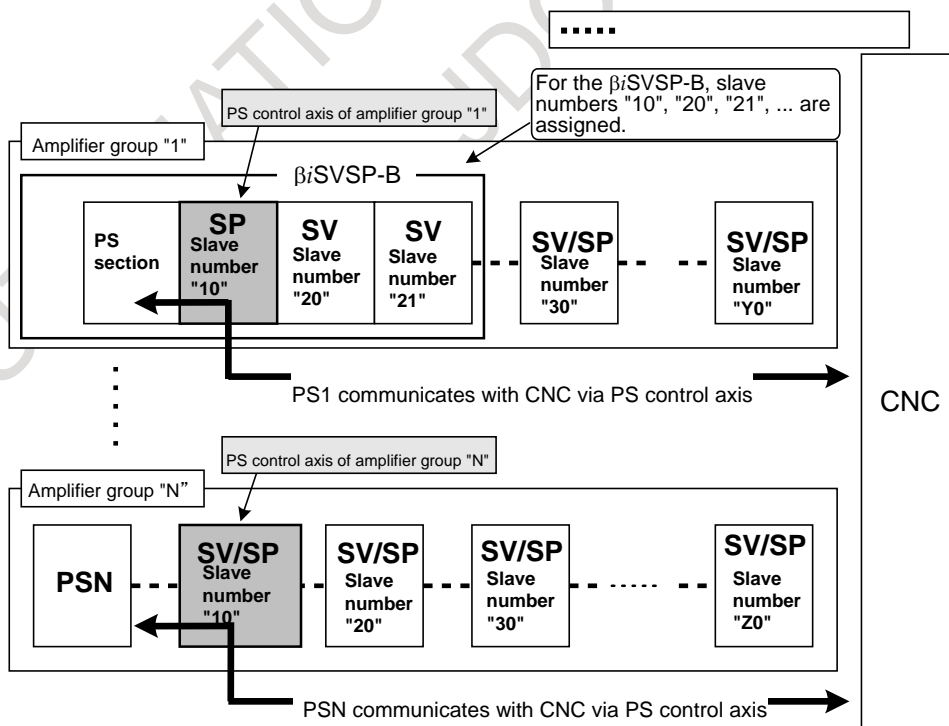 For the βiSVSP-B, slave
numbers "10", "20", "21", ... are
assigned.
PS control axis of amplifier group "1"
Amplifier group "1"
βiSVSP-B
PS
section
SP
Slave
number
"10"
SV
Slave
number
"20"
SV
Slave
number
"21"
SV/SP
Slave
number
"30"
SV/SP
Slave
number
"Y0"
PS1 communicates with CNC via PS control axis
CNC
PS control axis of amplifier group "N"
Amplifier group "N”
PSN
SV/SP
Slave
number
"10"
SV/SP
Slave
number
"20"
SV/SP
Slave
number
"30"
SV/SP
Slave
number
"Z0"
PSN communicates with CNC via PS control axis